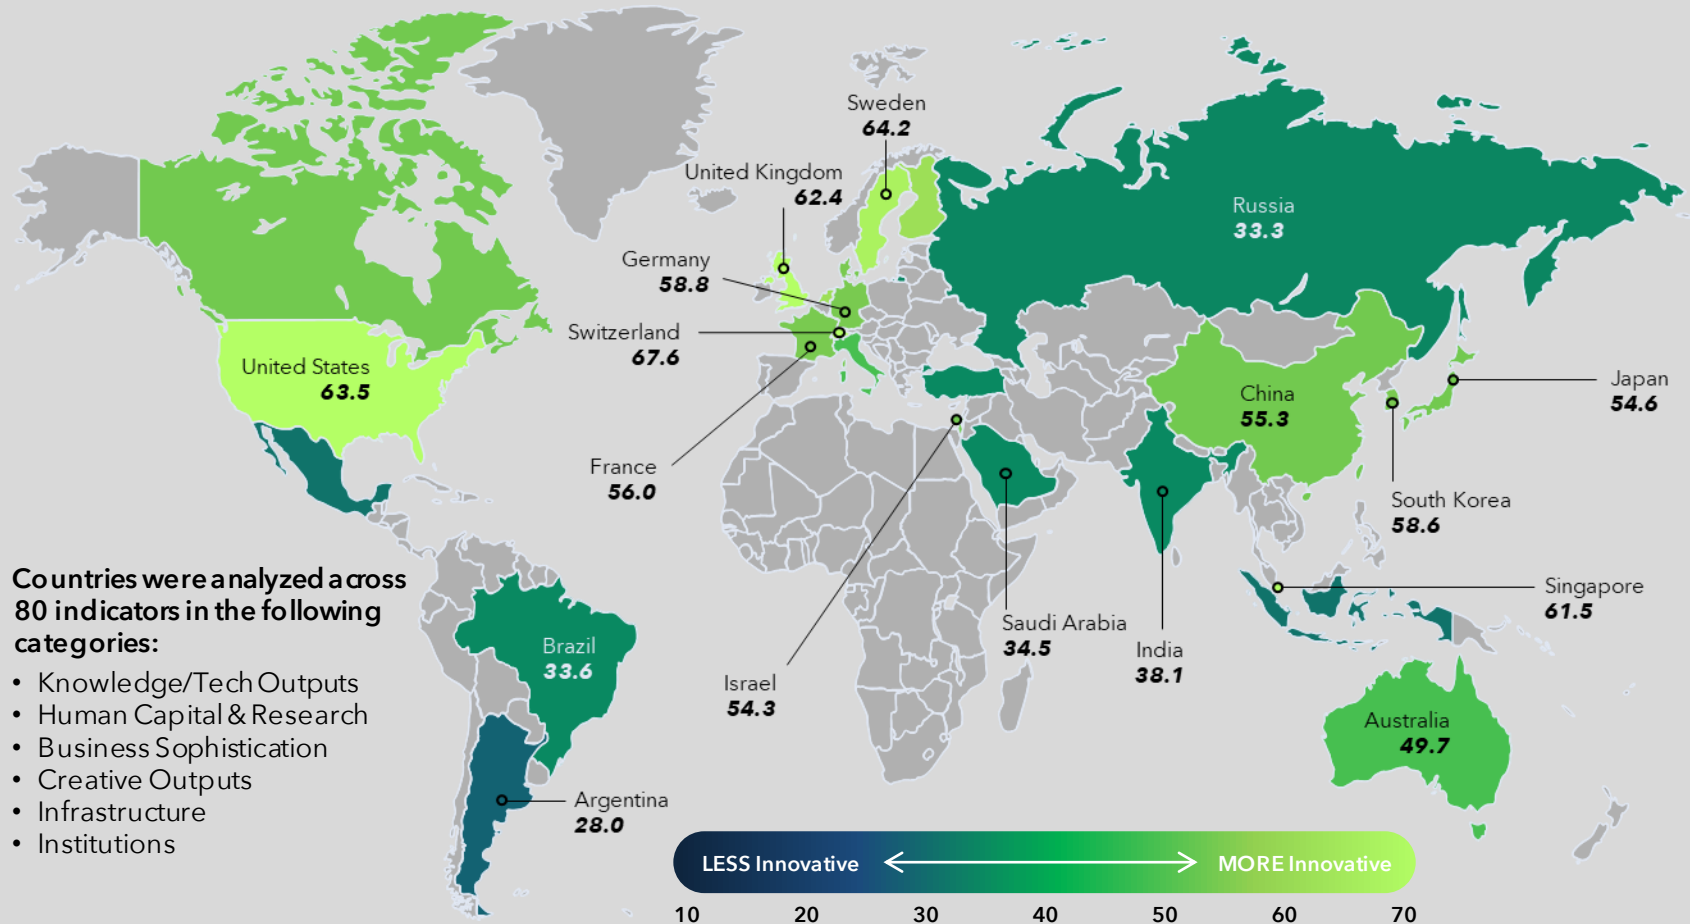 Sweden
64.2
United Kingdom
62.4
Russia
33.3
Germany
58.8
Switzerland
67.6
United States
63.5
China
55.3
Japan
54.6
France
56.0
South Korea
58.6
Singapore
61.5
Saudi Arabia
34.5
India
38.1
Israel
54.3
Brazil
33.6
Australia
49.7
Argentina
28.0
Countries were analyzed across
80 indicators in the following
categories:
• Knowledge/Tech Outputs
• Human Capital & Research
• Business Sophistication
• Creative Outputs
• Infrastructure
• Institutions
LESS Innovative MORE Innovative
10 20 30 40 50 60 70